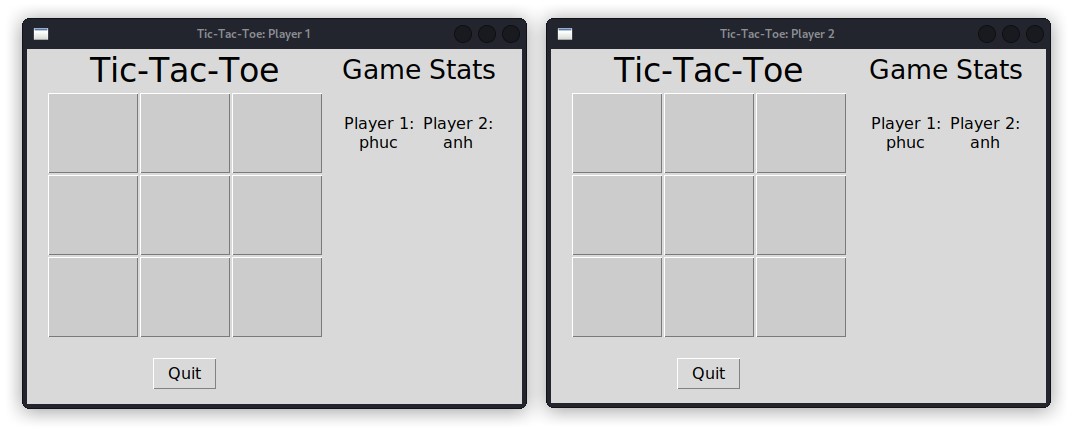 Tic-Tac-Toe: Player 1
Tic-Tac-Toe
Game Stats
Player 1: Player 2:
phuc anh
Quit
Tic-Tac-Toe: Player 2
Tic-Tac-Toe
Game Stats
Player 1: Player 2:
phuc anh
Quit